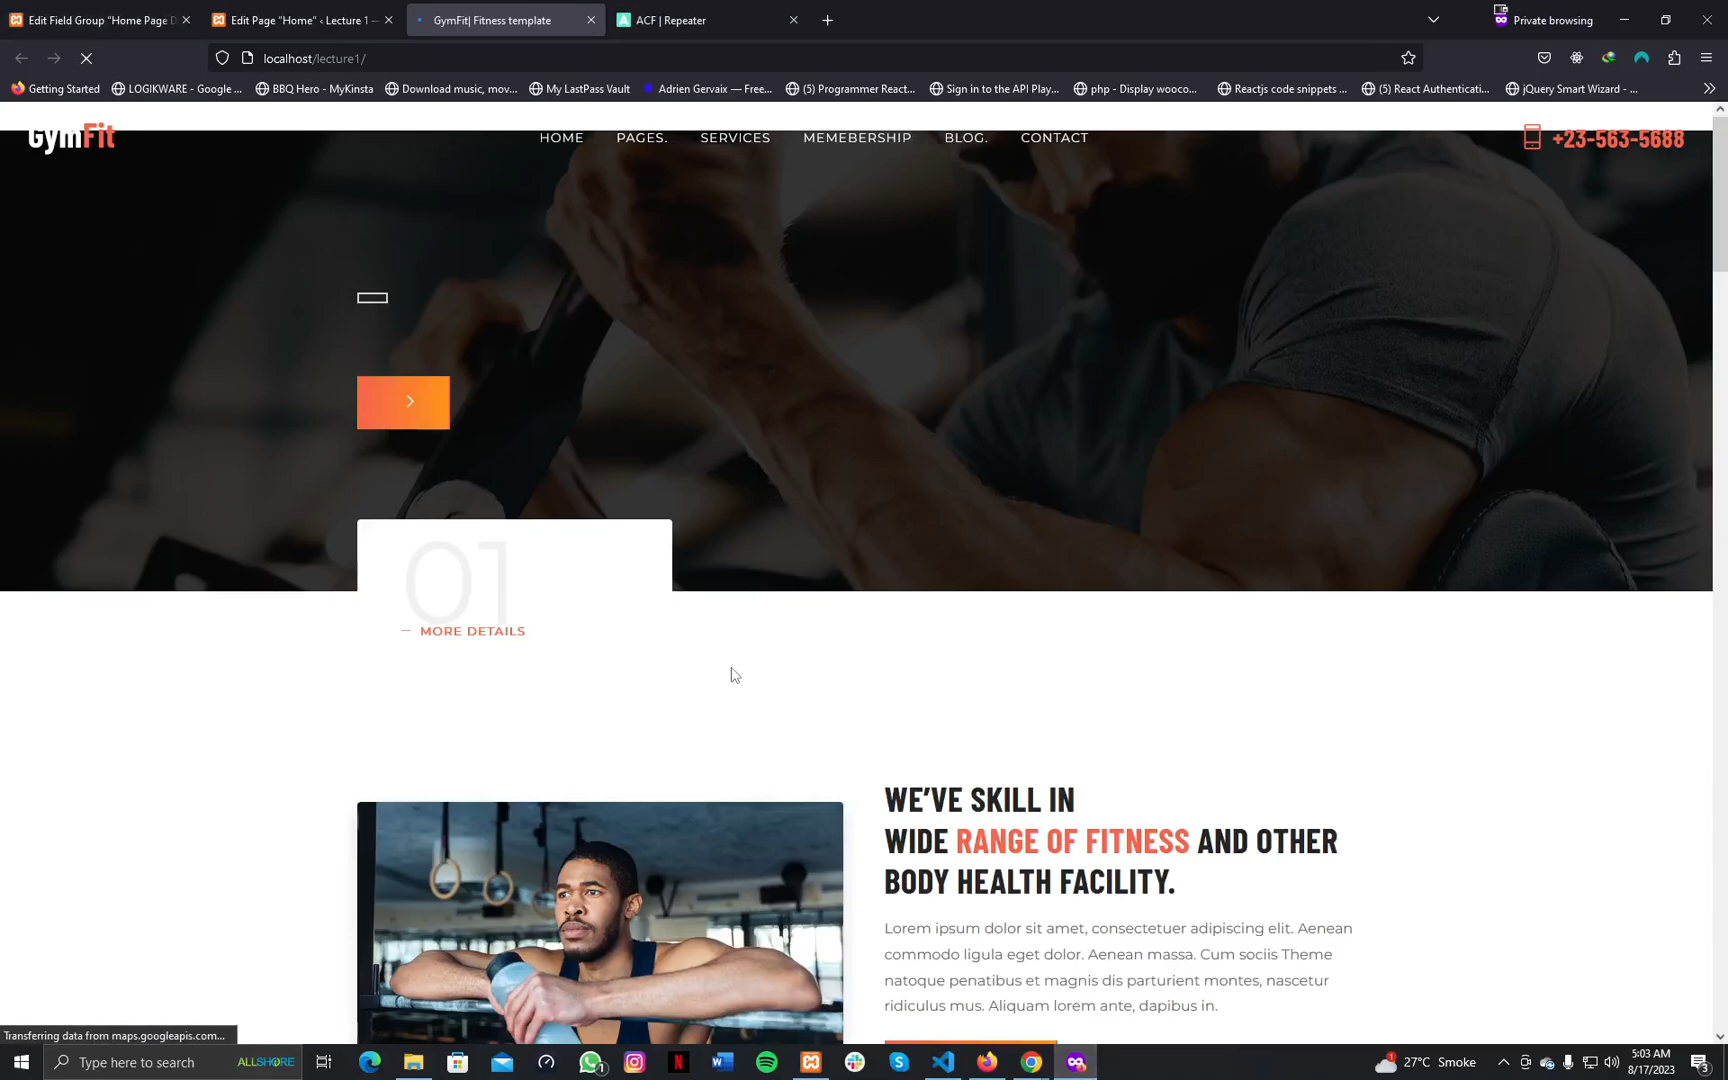 Edit Field Group “Home Page D
Edit Page “Home” ‹ Lecture 1 —
GymFit| Fitness template
ACF | Repeater
Private browsing
localhost/lecture1/
Getting Started
LOGIKWARE - Google ...
BBQ Hero - MyKinsta
Download music, mov...
My LastPass Vault
Adrien Gervaix — Free...
(5) Programmer React...
Sign in to the API Play...
php - Display wooco...
Reactjs code snippets ...
(5) React Authenticati...
jQuery Smart Wizard - ...
GymFit
HOME
PAGES.
SERVICES
MEMEBERSHIP
BLOG.
CONTACT
+23-563-5688
01
MORE DETAILS
WE’VE SKILL IN
WIDE RANGE OF FITNESS AND OTHER
BODY HEALTH FACILITY.
Lorem ipsum dolor sit amet, consectetuer adipiscing elit. Aenean
commodo ligula eget dolor. Aenean massa. Cum sociis Theme
natoque penatibus et magnis dis parturient montes, nascetur
ridiculus mus. Aliquam lorem ante, dapibus in.
Transferring data from maps.googleapis.com...
Type here to search
ALLSHORE
1
1
27°C Smoke
5:03 AM
8/17/2023
3